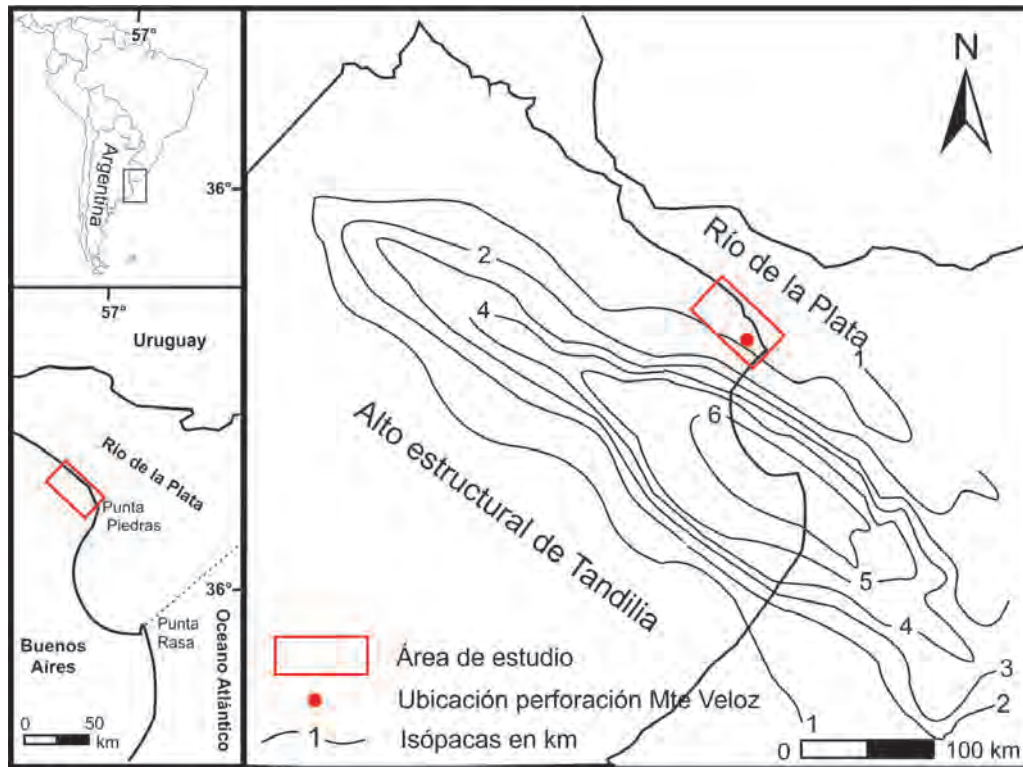 57°
Argentina
36°
57°
Uruguay
Río de la Plata
Punta
Piedras
36°
Punta
Rasa
Buenos
Aires
Oceano Atlántico
0 50
km
N
Río de la Plata
2
4
1
6
5
4
3
2
1
Alto estructural de Tandilia
Área de estudio
Ubicación perforación Mte Veloz
1 Isópacas en km
0 100 km